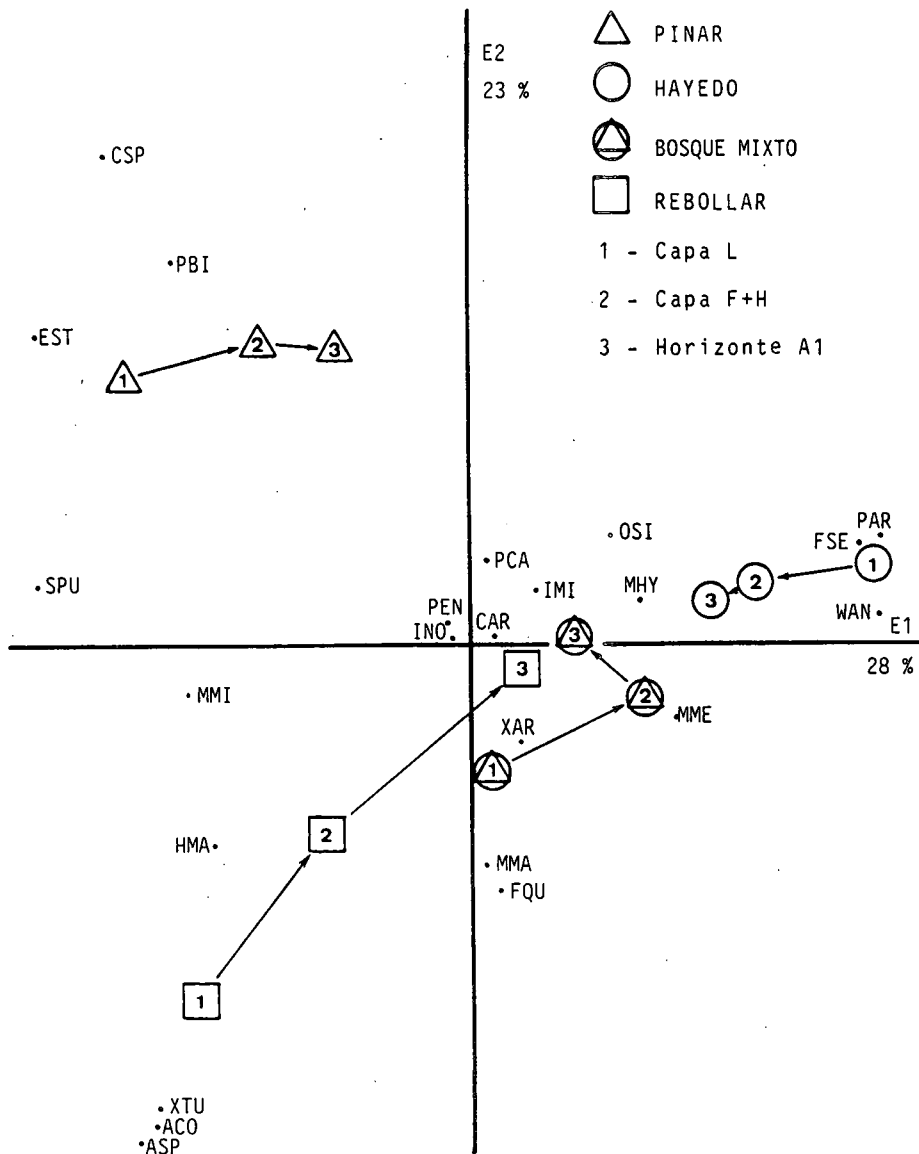 E2
23 %
PINAR
HAYEDO
BOSQUE MIXTO
REBOLLAR
1 - Capa L
2 - Capa F+H
3 - Horizonte A1
CSP
PBI
EST
1
2
3
SPU
PCA
OSI
IMI
MHY
PAR
FSE
1
2
3
WAN
E1
28 %
PEN
INO
CAR
3
3
MMI
2
MME
XAR
1
HMA
2
MMA
FQU
1
XTU
ACO
ASP